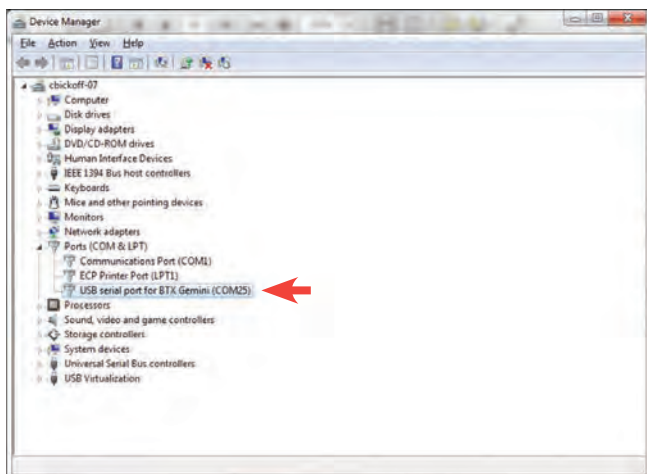 Device Manager
File Action View Help
cbickoff-07
Computer
Disk drives
Display adapters
DVD/CD-ROM drives
Human Interface Devices
IEEE 1394 Bus host controllers
Keyboards
Mice and other pointing devices
Monitors
Network adapters
Ports (COM & LPT)
Communications Port (COM1)
ECP Printer Port (LPT1)
USB serial port for BTX Gemini (COM25)
Processors
Sound, video and game controllers
Storage controllers
System devices
Universal Serial Bus controllers
USB Virtualization